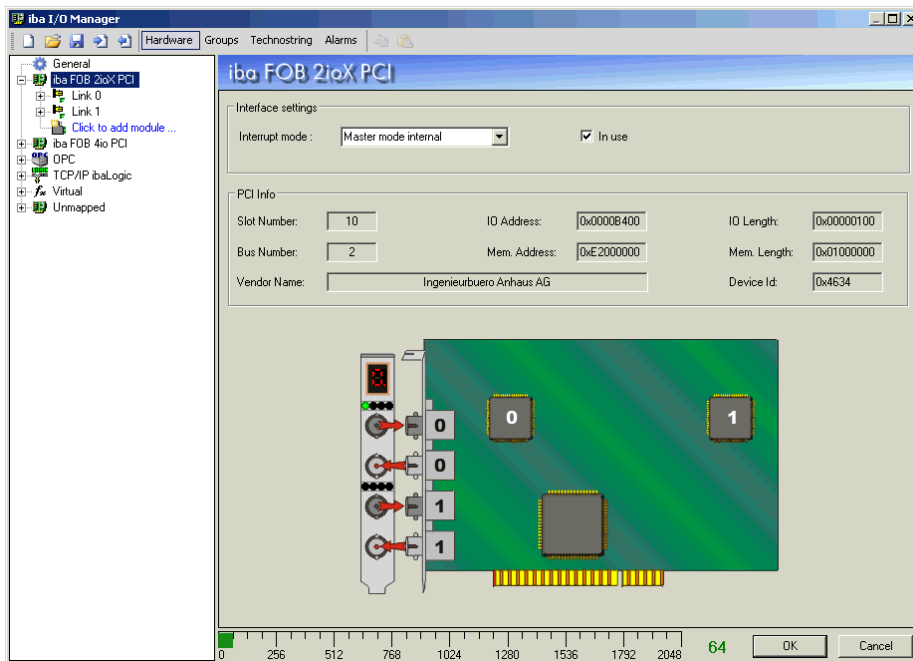 iba I/O Manager
Hardware Groups Technostring Alarms
General
iba FOB 2ioX PCI
Link 0
Link 1
Click to add module ...
iba FOB 4io PCI
OPC OPC
LOGIC TCP/IP ibaLogic
fx Virtual
Unmapped
iba FOB 2ioX PCI
Interface settings
Interrupt mode : Master mode internal In use
PCI Info
Slot Number: 10 IO Address: 0x0000B400 IO Length: 0x00000100
Bus Number: 2 Mem. Address: 0xE2000000 Mem. Length: 0x01000000
Vendor Name: Ingenieurbuero Anhaus AG Device Id: 0x4634
0 0 1
0
1
1
0 256 512 768 1024 1280 1536 1792 2048 64 OK Cancel